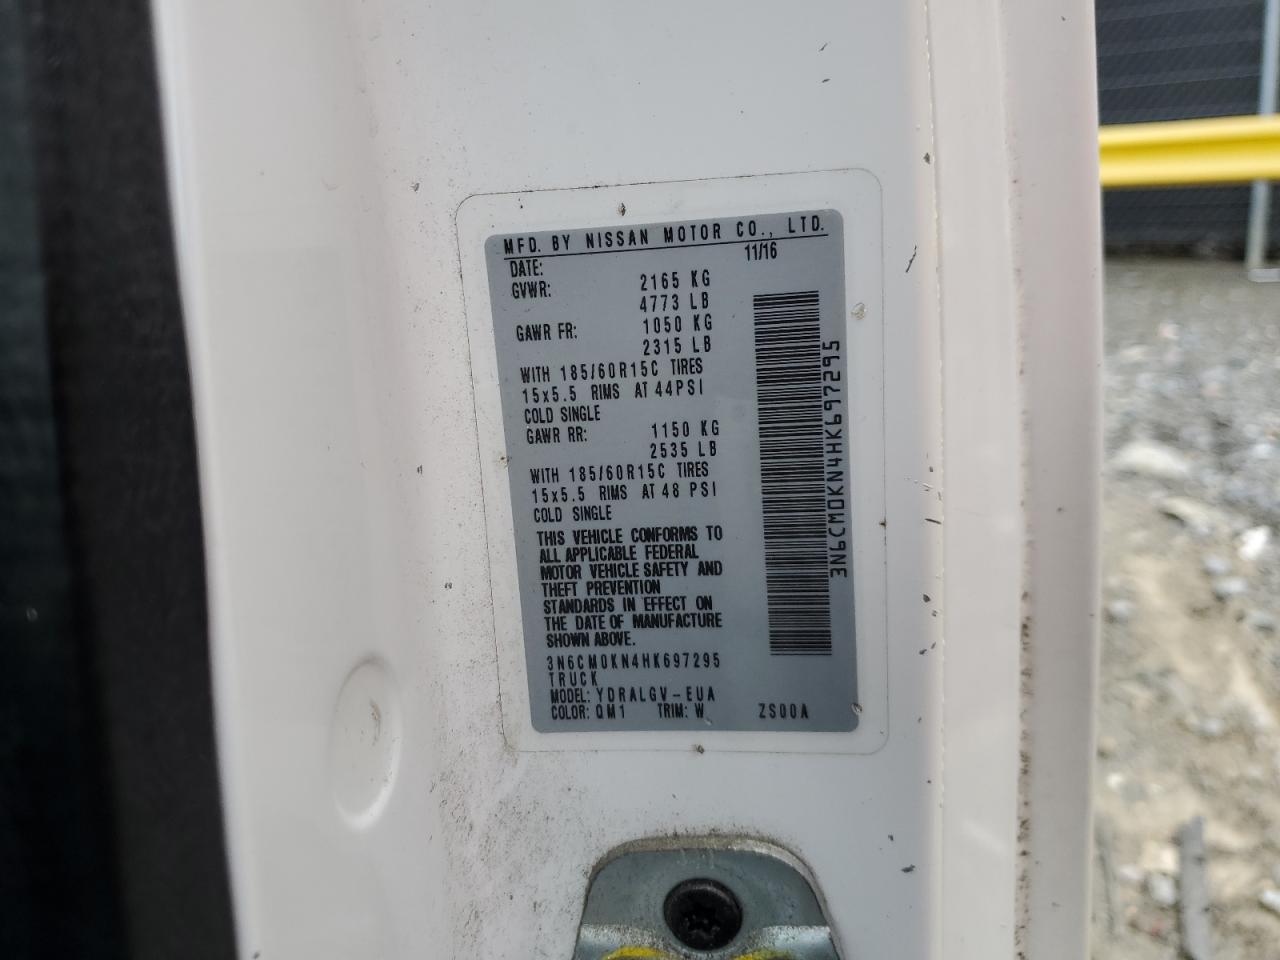 MFD. BY NISSAN MOTOR CO., LTD.
DATE: 11/16
GVWR: 2165 KG
4773 LB
GAWR FR: 1050 KG
2315 LB
WITH 185/60R15C TIRES
15x5.5 RIMS AT 44PSI
COLD SINGLE
GAWR RR: 1150 KG
2535 LB
WITH 185/60R15C TIRES
15x5.5 RIMS AT 48 PSI
COLD SINGLE
THIS VEHICLE CONFORMS TO
ALL APPLICABLE FEDERAL
MOTOR VEHICLE SAFETY AND
THEFT PREVENTION
STANDARDS IN EFFECT ON
THE DATE OF MANUFACTURE
SHOWN ABOVE.
3N6CM0KN4HK697295
TRUCK
MODEL: YDRALGV-EUA
COLOR: QM1 TRIM: W ZS00A
3N6CM0KN4HK697295